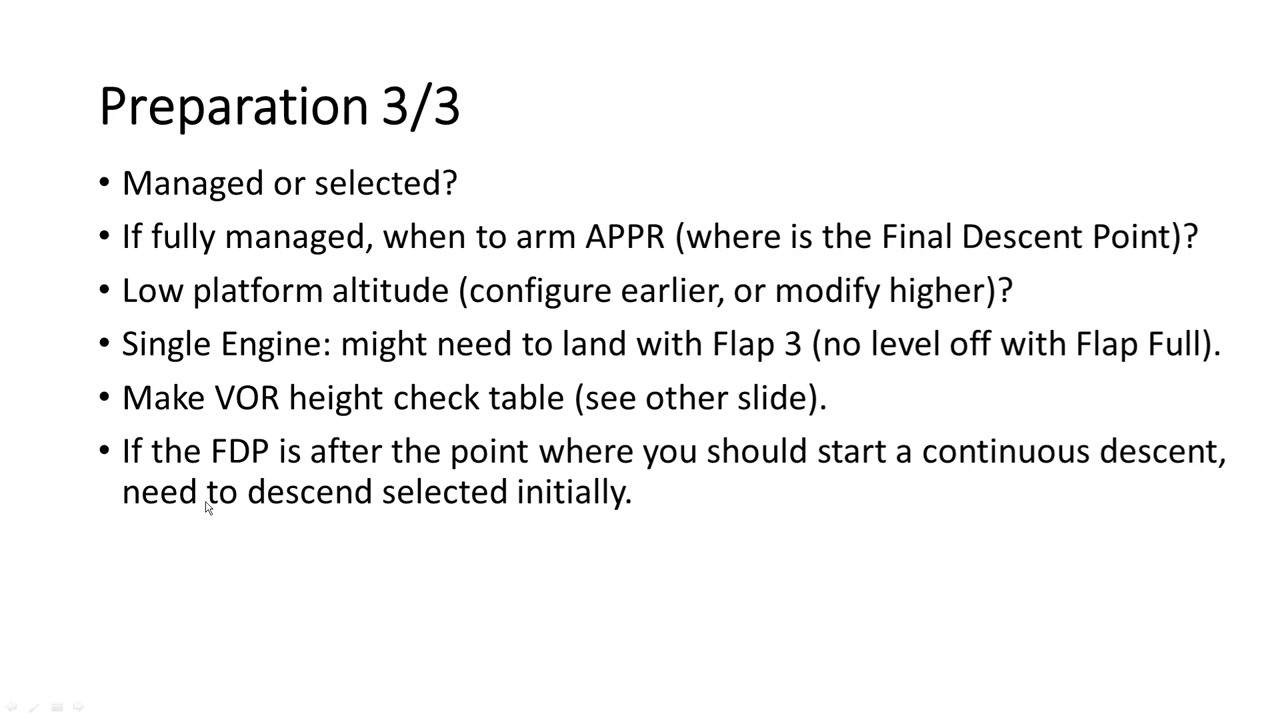 Preparation 3/3
• Managed or selected?
• If fully managed, when to arm APPR (where is the Final Descent Point)?
• Low platform altitude (configure earlier, or modify higher)?
• Single Engine: might need to land with Flap 3 (no level off with Flap Full).
• Make VOR height check table (see other slide).
• If the FDP is after the point where you should start a continuous descent,
need to descend selected initially.